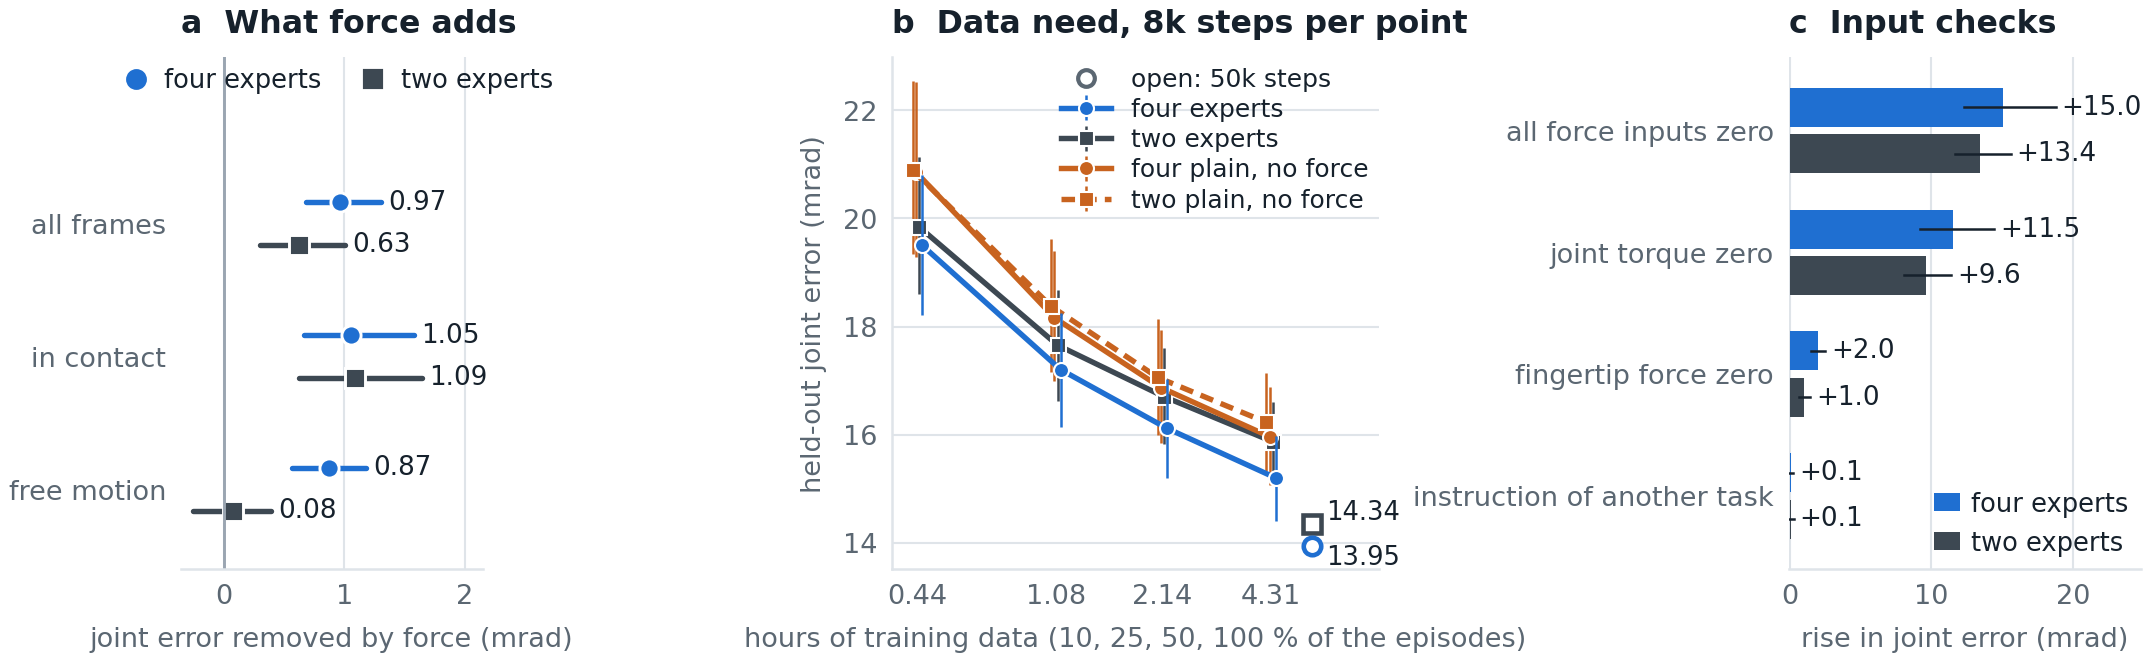 a What force adds
four experts
two experts
all frames
0.97
0.63
in contact
1.05
1.09
free motion
0.87
0.08
0 1 2
joint error removed by force (mrad)
b Data need, 8k steps per point
open: 50k steps
four experts
two experts
four plain, no force
two plain, no force
held-out joint error (mrad)
22
20
18
16
14
14.34
13.95
0.44 1.08 2.14 4.31
hours of training data (10, 25, 50, 100 % of the episodes)
c Input checks
all force inputs zero
+15.0
+13.4
joint torque zero
+11.5
+9.6
fingertip force zero
+2.0
+1.0
instruction of another task
+0.1
+0.1
four experts
two experts
0 10 20
rise in joint error (mrad)